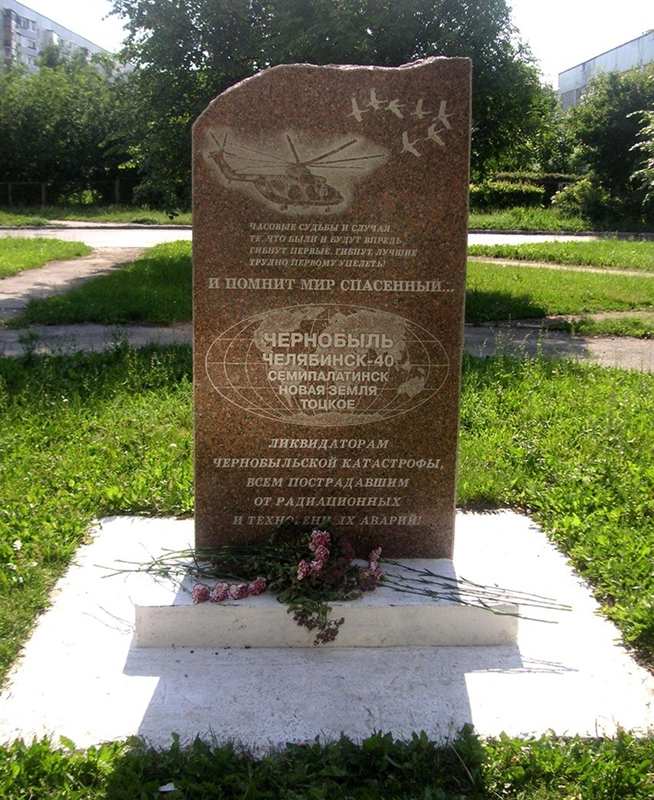 ЧАСОВЫЕ СУДЬБЫ И СЛУЧАЯ
ТЕ, ЧТО БЫЛИ И БУДУТ ВПРЕДЬ,
ГИБНУТ ПЕРВЫЕ, ГИБНУТ ЛУЧШИЕ
ТРУДНО ПЕРВОМУ УЦЕЛЕТЬ!
И ПОМНИТ МИР СПАСЕННЫЙ...
ЧЕРНОБЫЛЬ
ЧЕЛЯБИНСК-40
СЕМИПАЛАТИНСК
НОВАЯ ЗЕМЛЯ
ТОЦКОЕ
ЛИКВИДАТОРАМ
ЧЕРНОБЫЛЬСКОЙ КАТАСТРОФЫ,
ВСЕМ ПОСТРАДАВШИМ
ОТ РАДИАЦИОННЫХ
И ТЕХНОГЕННЫХ АВАРИЙ!